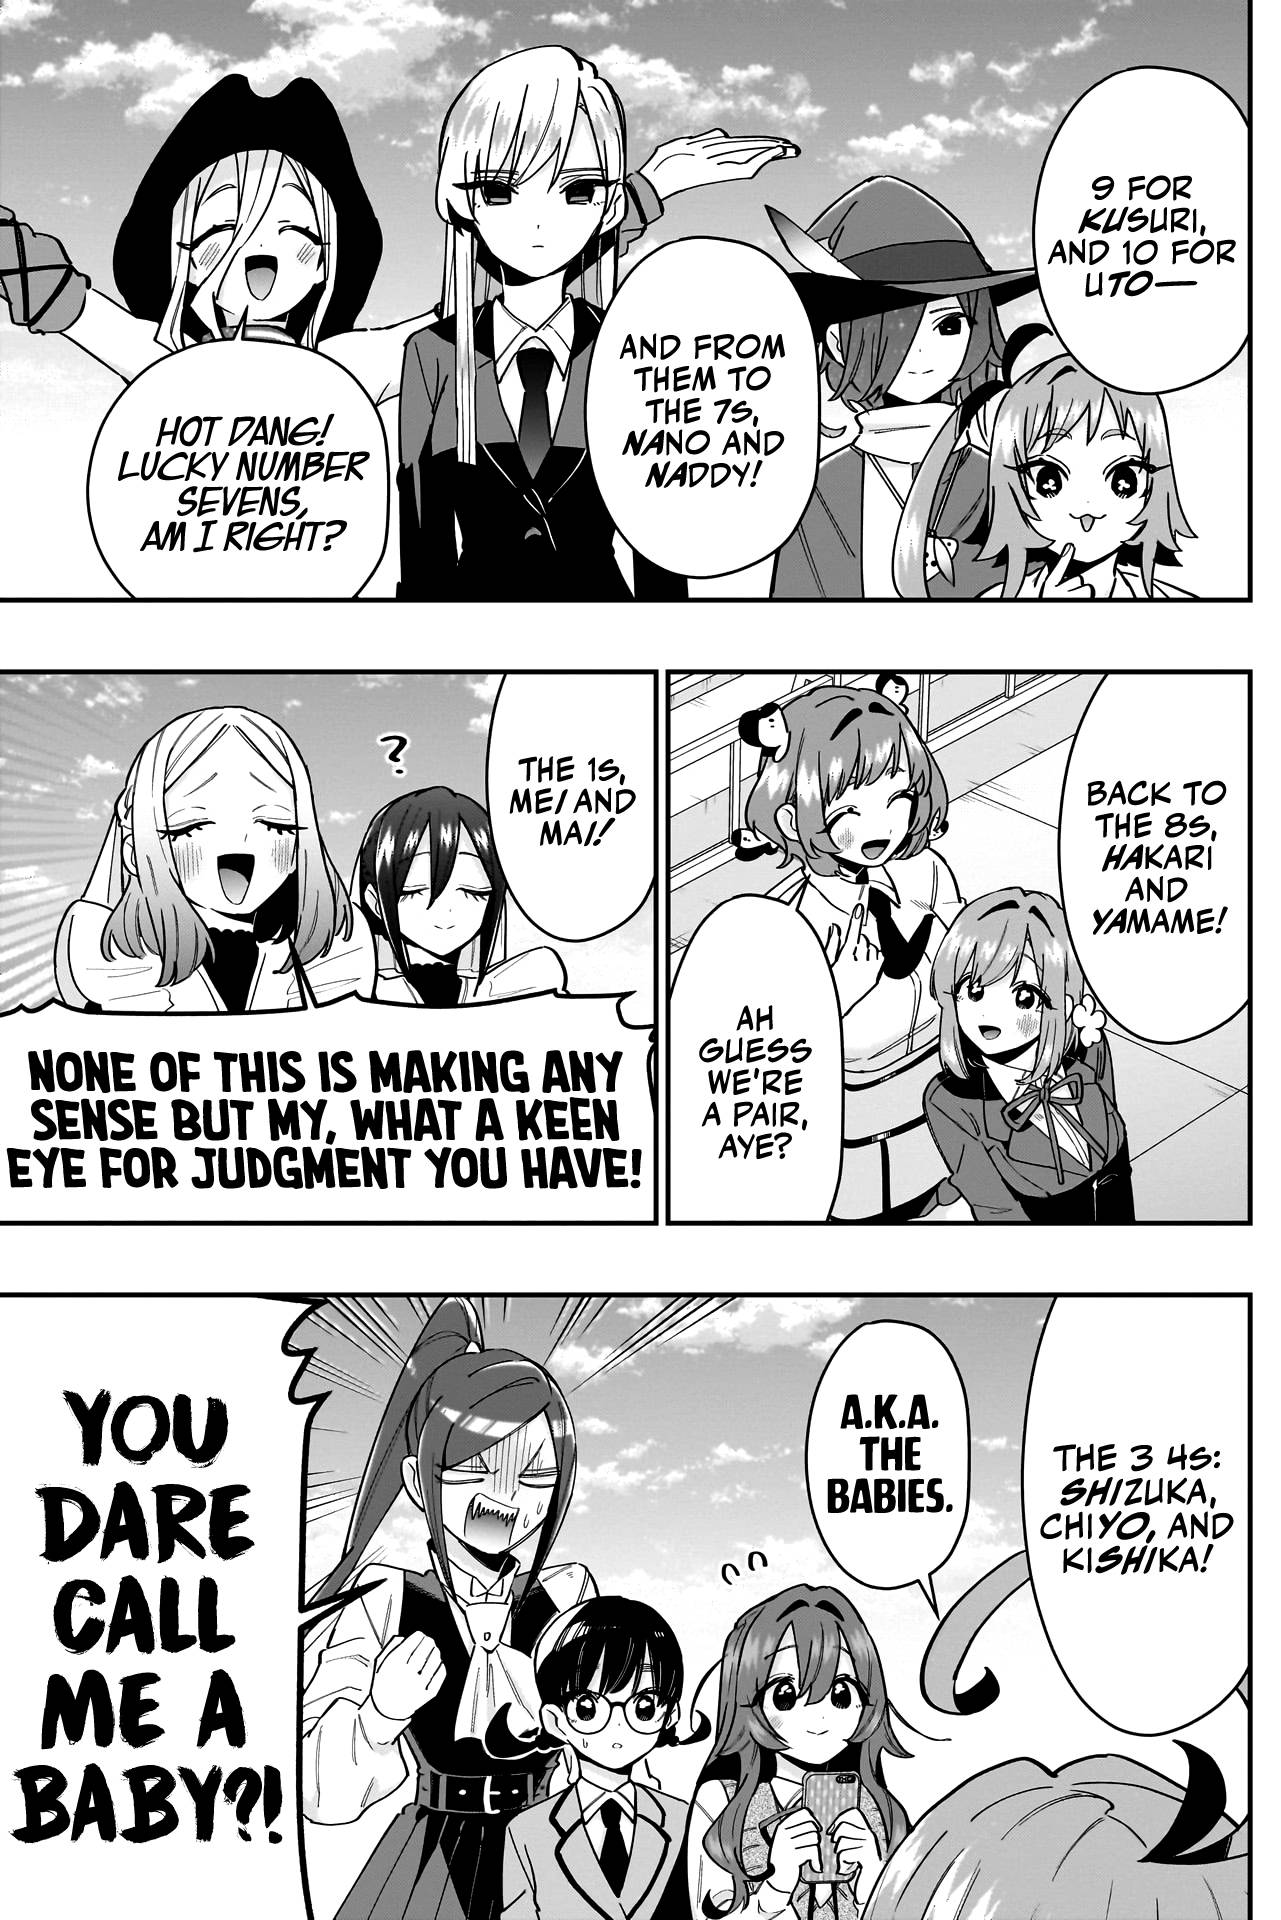 9 FOR
KUSURI,
AND 10 FOR
UTO—
AND FROM
THEM TO
THE 7S,
NANO AND
NADDY!
HOT DANG!
LUCKY NUMBER
SEVENS,
AM I RIGHT?
BACK TO
THE 8S,
HAKARI
AND
YAMAME!
AH
GUESS
WE'RE
A PAIR,
AYE?
THE 1S,
MEI AND
MAI!
?
NONE OF THIS IS MAKING ANY
SENSE BUT MY, WHAT A KEEN
EYE FOR JUDGMENT YOU HAVE!
THE 3 4S:
SHIZUKA,
CHIYO, AND
KISHIKA!
A.K.A.
THE
BABIES.
YOU
DARE
CALL
ME A
BABY?!